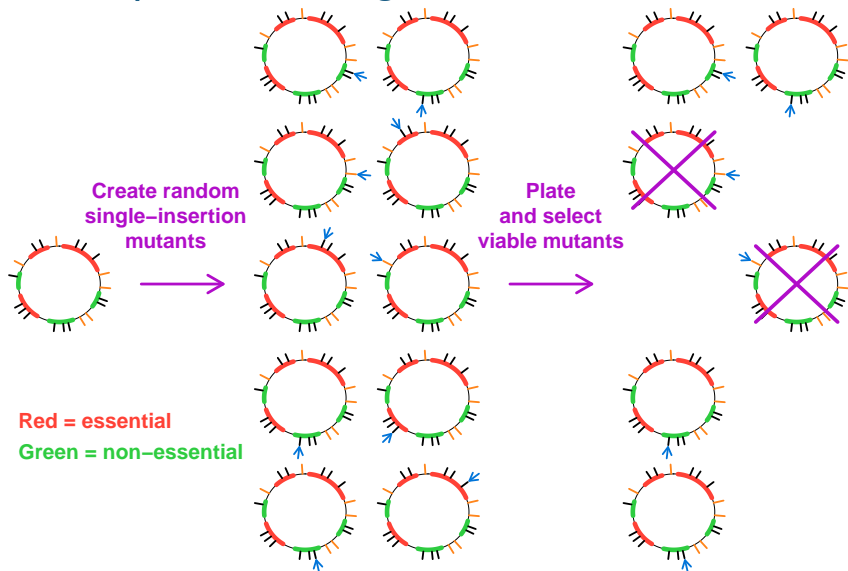 Create random
single−insertion
mutants
Plate
and select
viable mutants
Red = essential
Green = non−essential